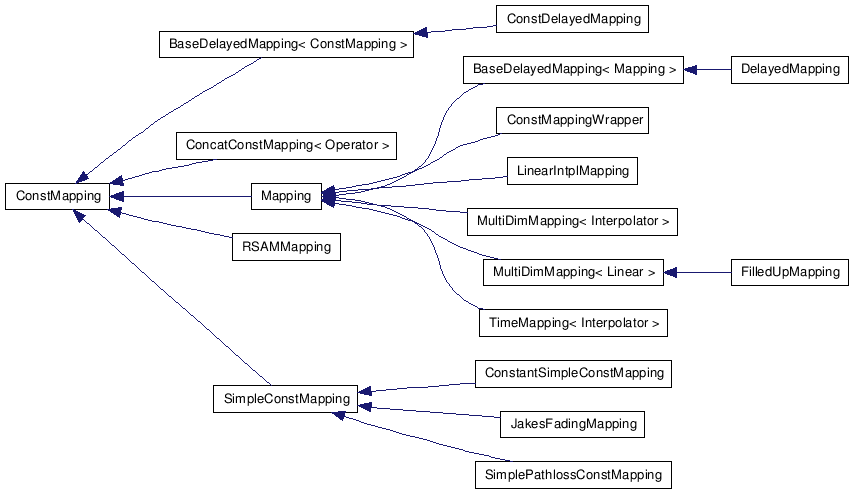 ConstDelayedMapping
BaseDelayedMapping< ConstMapping >
BaseDelayedMapping< Mapping >
DelayedMapping
ConstMappingWrapper
ConcatConstMapping< Operator >
LinearIntplMapping
ConstMapping
Mapping
MultiDimMapping< Interpolator >
RSAMMapping
MultiDimMapping< Linear >
FilledUpMapping
TimeMapping< Interpolator >
ConstantSimpleConstMapping
SimpleConstMapping
JakesFadingMapping
SimplePathlossConstMapping